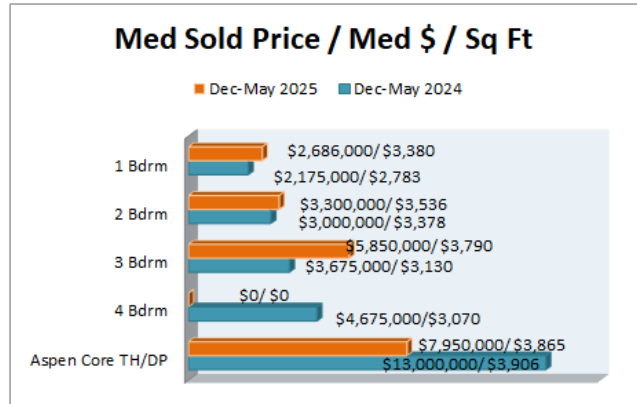 Med Sold Price / Med $ / Sq Ft
Dec-May 2025 Dec-May 2024
1 Bdrm
$2,686,000/ $3,380
$2,175,000/ $2,783
2 Bdrm
$3,300,000/ $3,536
$3,000,000/ $3,378
3 Bdrm
$5,850,000/ $3,790
$3,675,000/ $3,130
4 Bdrm
$0/ $0
$4,675,000/ $3,070
Aspen Core TH/DP
$7,950,000/ $3,865
$13,000,000/ $3,906